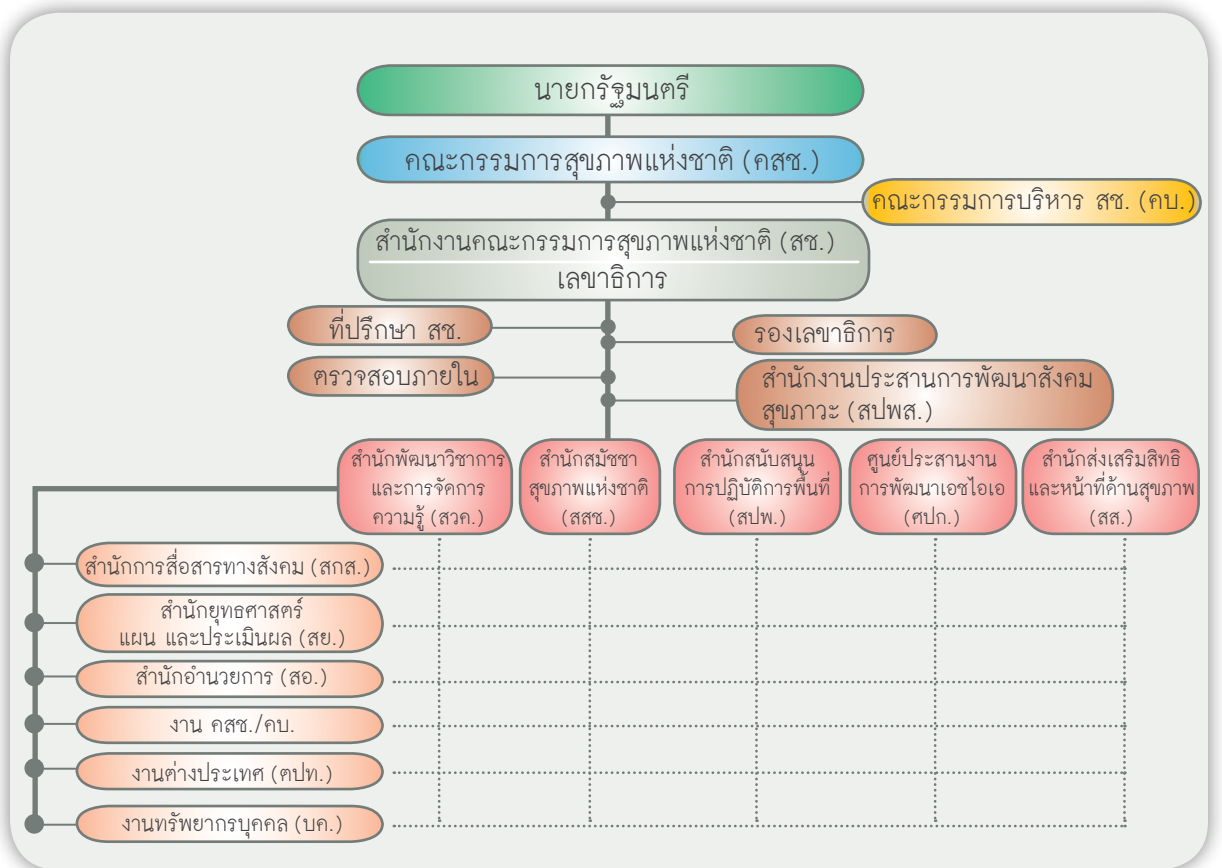 นายกรัฐมนตรี
คณะกรรมการสุขภาพแห่งชาติ (คสช.)
คณะกรรมการบริหาร สช. (คบ.)
สำนักงานคณะกรรมการสุขภาพแห่งชาติ (สช.)
เลขาธิการ
ที่ปรึกษา สช.
รองเลขาธิการ
ตรวจสอบภายใน
สำนักงานประสานการพัฒนาสังคม
สุขภาวะ (สปพส.)
สำนักพัฒนาวิชาการ
และการจัดการ
ความรู้ (สวค.)
สำนักสมัชชา
สุขภาพแห่งชาติ
(สสช.)
สำนักสนับสนุน
การปฏิบัติการพื้นที่
(สปพ.)
ศูนย์ประสานงาน
การพัฒนาเอชไอเอ
(ศปก.)
สำนักส่งเสริมสิทธิ
และหน้าที่ด้านสุขภาพ
(สส.)
สำนักการสื่อสารทางสังคม (สกส.)
สำนักยุทธศาสตร์
แผน และประเมินผล (สย.)
สำนักอำนวยการ (สอ.)
งาน คสช./คบ.
งานต่างประเทศ (ตปท.)
งานทรัพยากรบุคคล (บค.)